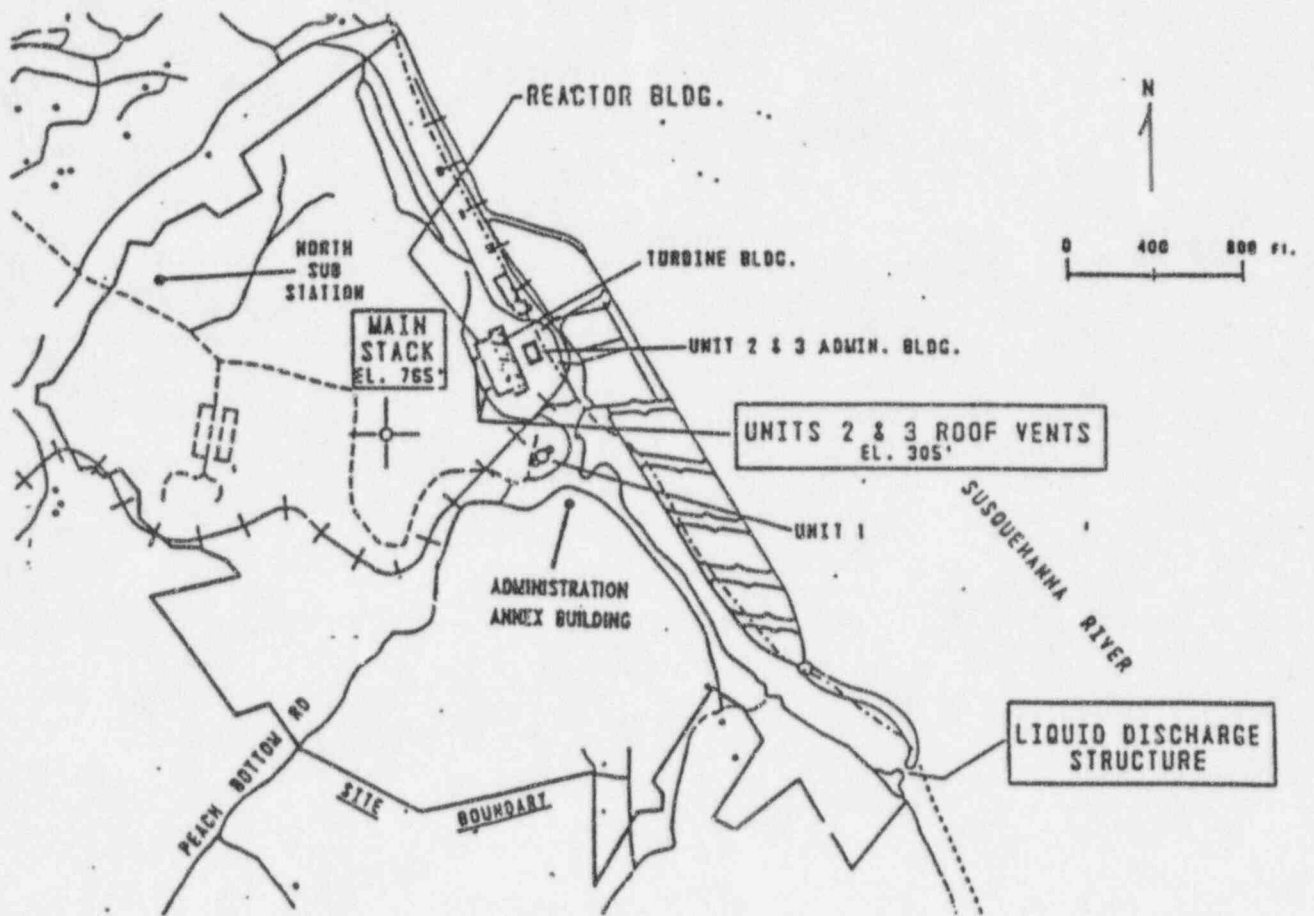 REACTOR BLDG.
N
0 400 800 FT.
NORTH
SUB
STATION
TURBINE BLDG.
MAIN
STACK
EL. 765'
UNIT 2 & 3 ADMIN. BLDG.
UNITS 2 & 3 ROOF VENTS
EL. 305'
SUSQUEHANNA RIVER
UNIT 1
ADMINISTRATION
ANNEX BUILDING
PEACH BOTTOM RD
SITE BOUNDARY
LIQUID DISCHARGE
STRUCTURE